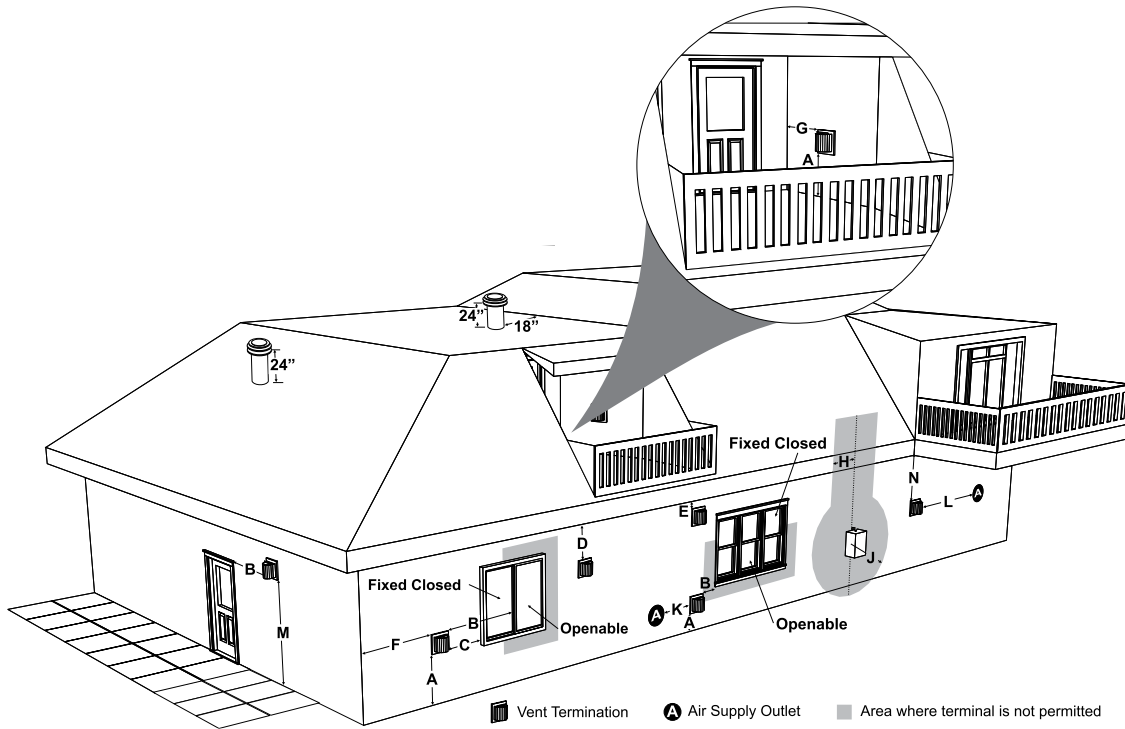 G
A
24”
18”
24”
Fixed Closed
H
N
L
A
E
D
B
Fixed Closed
J
B
B
K
A
A
Openable
B
Openable
F
C
M
A
Vent Termination
A Air Supply Outlet
Area where terminal is not permitted